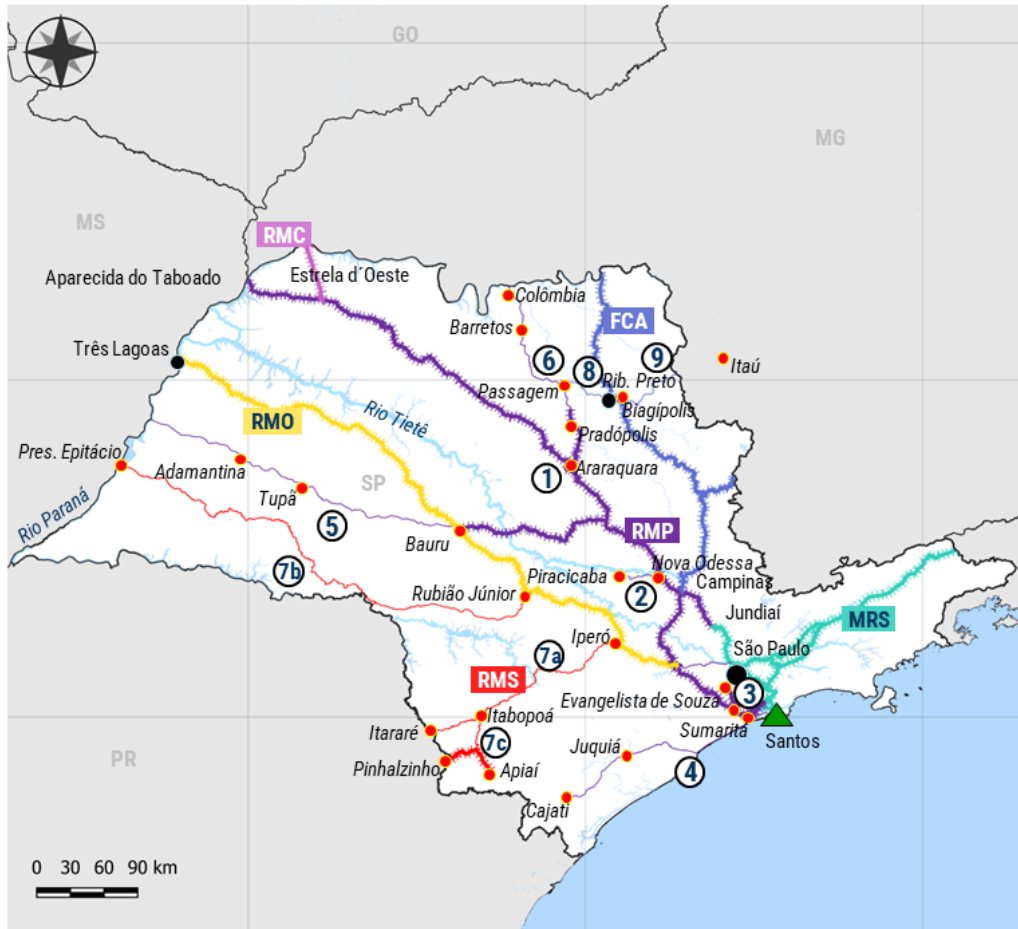 GO
MG
MS
RMC
Aparecida do Taboado
Estrela d´Oeste
Colômbia
Barretos
FCA
Três Lagoas
6
8
9
Itaú
Rib. Preto
Passagem
Biagípolis
RMO
Rio Tietê
Pradópolis
Pres. Epitácio
Adamantina
SP
1
Araraquara
Tupã
Rio Paraná
5
RMP
Bauru
Nova Odessa
7b
Piracicaba
Campinas
2
Rubião Júnior
Jundiaí
MRS
Iperó
São Paulo
7a
RMS
3
Evangelista de Souza
Itabopoá
Itararé
Sumaritá
7c
Juquiá
Santos
PR
Pinhalzinho
Apiaí
4
Cajati
0 30 60 90 km